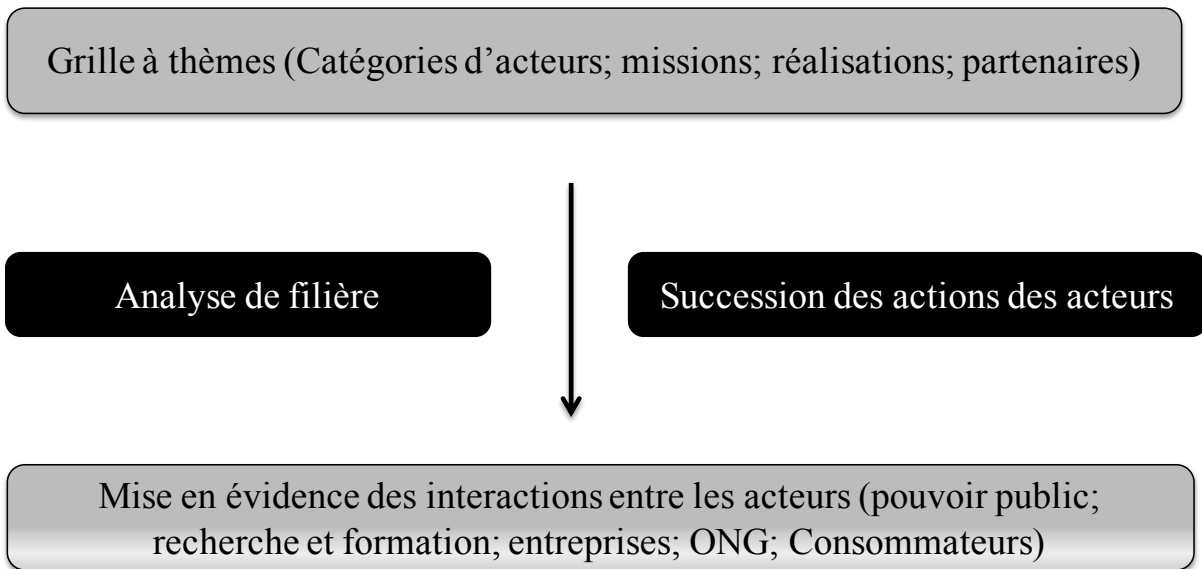 Grille à thèmes (Catégories d’acteurs; missions; réalisations; partenaires)
Analyse de filière
Succession des actions des acteurs
Mise en évidence des interactions entre les acteurs (pouvoir public;
recherche et formation; entreprises; ONG; Consommateurs)